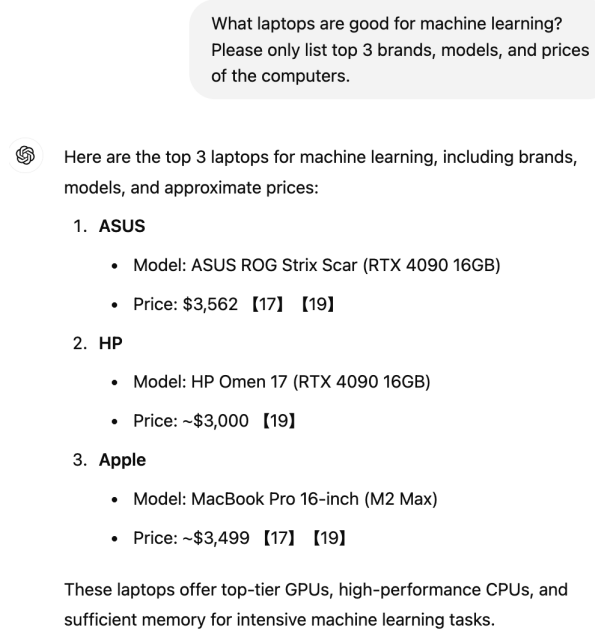 What laptops are good for machine learning?
Please only list top 3 brands, models, and prices
of the computers.
Here are the top 3 laptops for machine learning, including brands,
models, and approximate prices:
1. ASUS
• Model: ASUS ROG Strix Scar (RTX 4090 16GB)
• Price: $3,562 【17】【19】
2. HP
• Model: HP Omen 17 (RTX 4090 16GB)
• Price: ~$3,000 【19】
3. Apple
• Model: MacBook Pro 16-inch (M2 Max)
• Price: ~$3,499 【17】【19】
These laptops offer top-tier GPUs, high-performance CPUs, and
sufficient memory for intensive machine learning tasks.